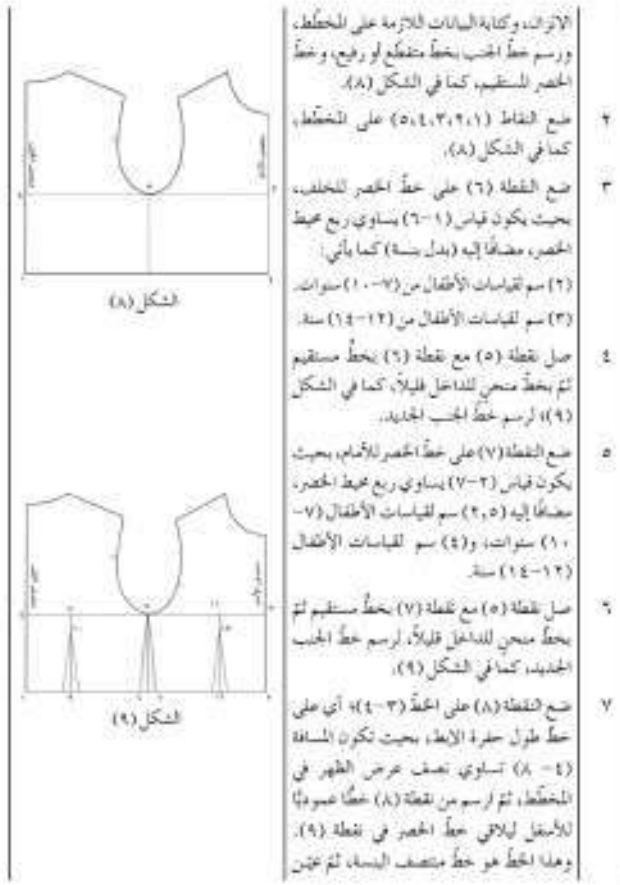 الاتزان، وكتابة البيانات اللازمة على المخطّط،
ورسم خطّ الجنب بخطّ متقطّع أو رفيع، وخطّ
الخصر المستقيم، كما في الشكل (٨).
٢ ضع النقاط (٥،٤،٣،٢،١) على المخطّط،
كما في الشكل (٨).
٣ ضع النقطة (٦) على خطّ الخصر للخلف،
بحيث يكون قياس (١-٦) يساوي ربع محيط
الخصر، مضافًا إليه (بدل بنسة) كما يأتي:
(٢) سم لقياسات الأطفال من (٧-١٠) سنوات.
(٣) سم لقياسات الأطفال من (١٢-١٤) سنة.
٤ صل نقطة (٥) مع نقطة (٦) بخطّ مستقيم
ثمّ بخطّ منحنٍ للداخل قليلاً، كما في الشكل
(٩)؛ لرسم خطّ الجنب الجديد.
٥ ضع النقطة (٧) على خطّ الخصر للأمام، بحيث
يكون قياس (٢-٧) يساوي ربع محيط الخصر،
مضافًا إليه (٢,٥) سم لقياسات الأطفال (٧-
١٠) سنوات، و(٤) سم لقياسات الأطفال
(١٢-١٤) سنة.
٦ صل نقطة (٥) مع نقطة (٧) بخطّ مستقيم ثمّ
بخطّ منحنٍ للداخل قليلاً، لرسم خطّ الجنب
الجديد، كما في الشكل (٩).
٧ ضع النقطة (٨) على الخطّ (٣-٤)؛ أي على
خطّ طول حفرة الإبط، بحيث تكون المسافة
(٤- ٨) تساوي نصف عرض الظهر في
المخطّط، ثمّ ارسم من نقطة (٨) خطًّا عموديًّا
للأسفل ليلاقي خطّ الخصر في نقطة (٩).
وهذا الخطّ هو خطّ منتصف البنسة، ثمّ عيّن
الشكل (٨)
الشكل (٩)